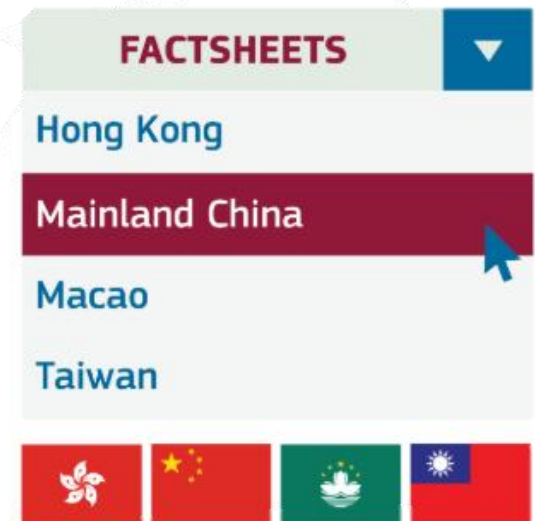 FACTSHEETS
Hong Kong
Mainland China
Macao
Taiwan